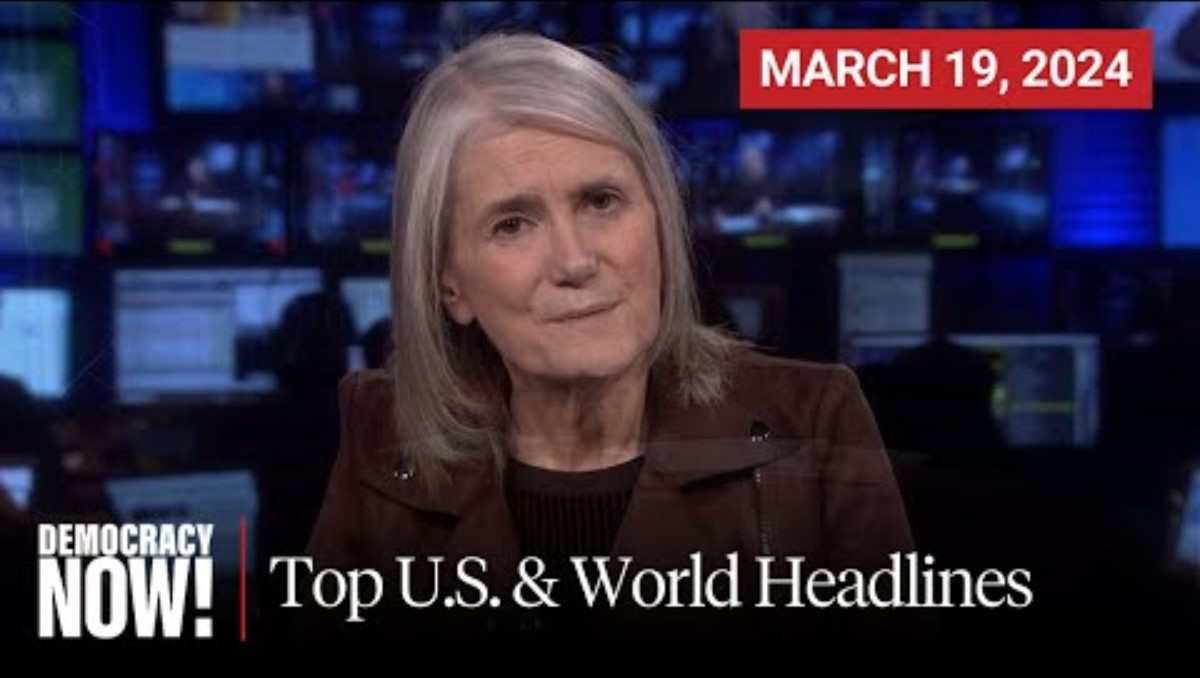 MARCH 19, 2024
DEMOCRACY
NOW!
Top U.S. & World Headlines